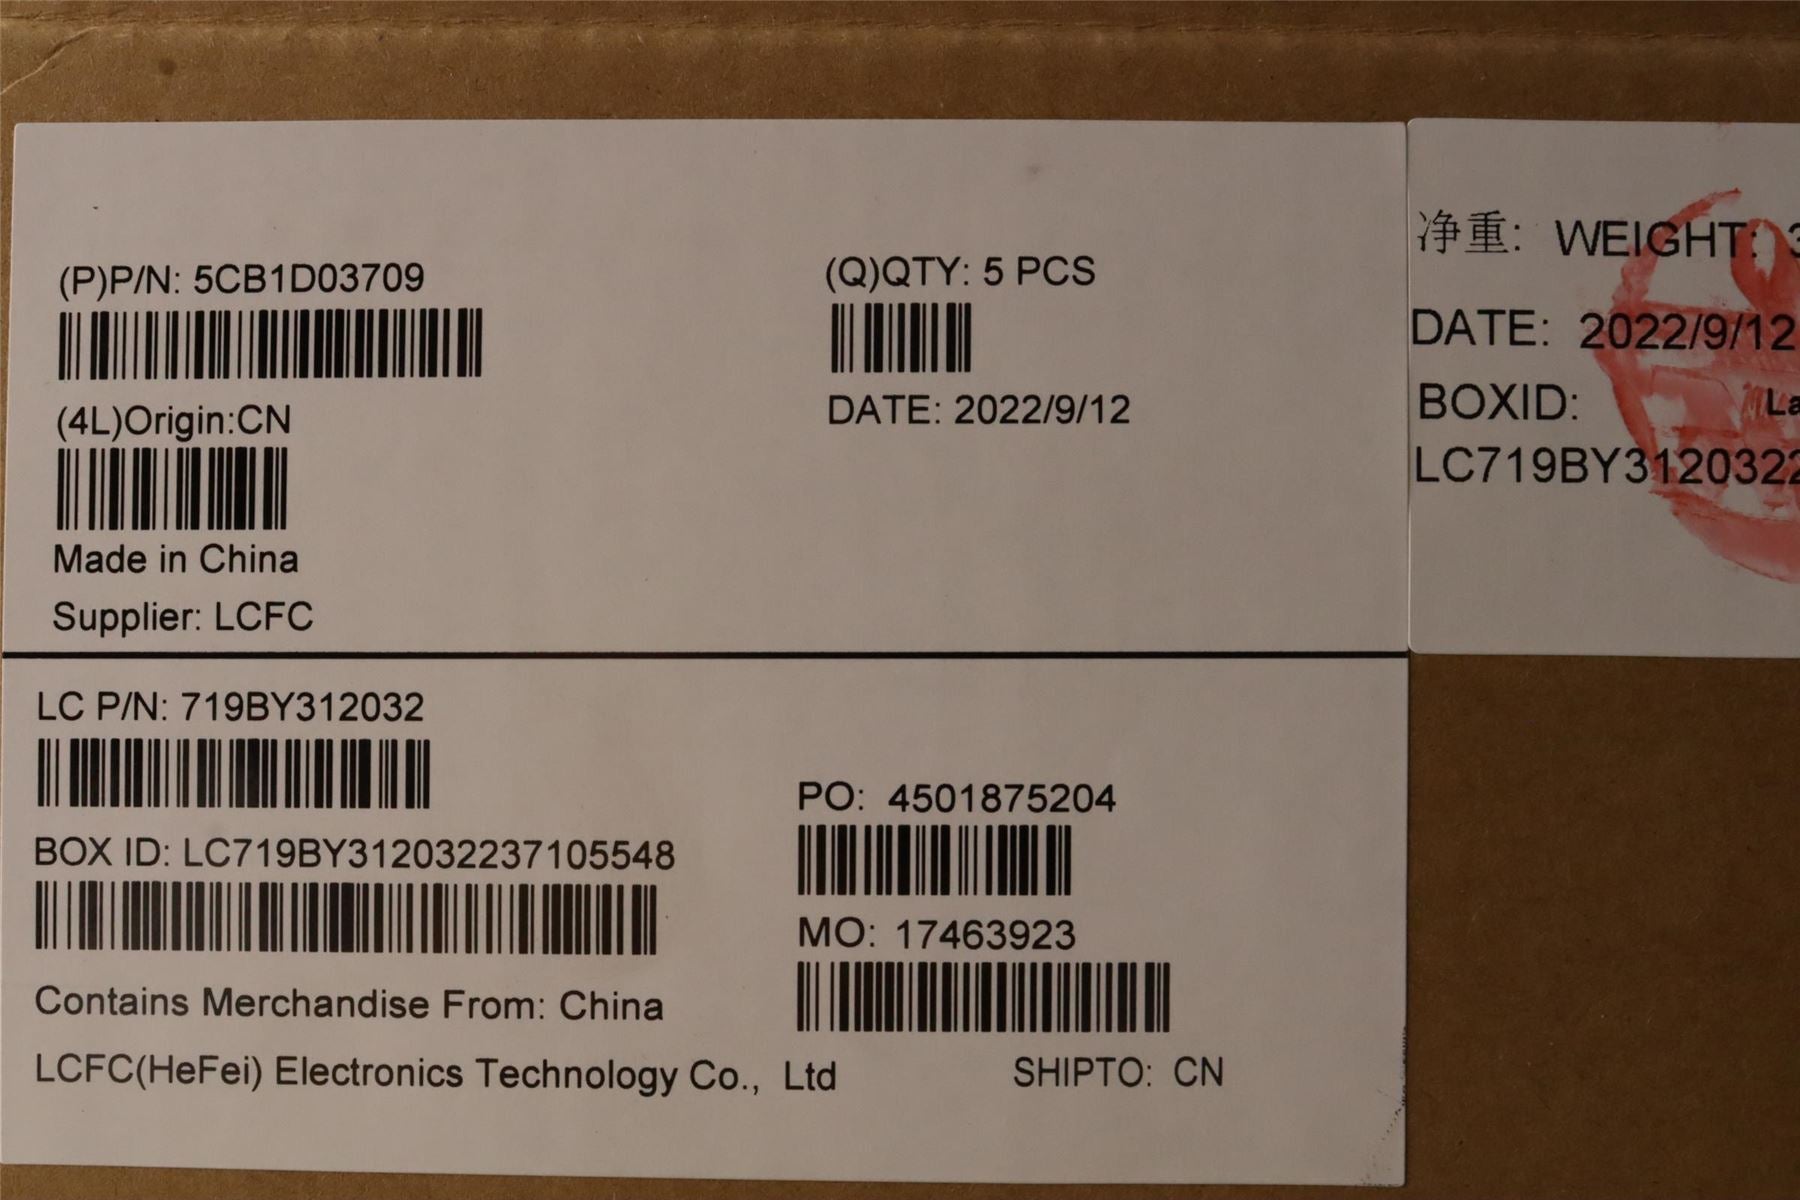 (P)P/N: 5CB1D03709
(Q)QTY: 5 PCS
(4L)Origin:CN
DATE: 2022/9/12
Made in China
Supplier: LCFC
LC P/N: 719BY312032
PO: 4501875204
BOX ID: LC719BY312032237105548
MO: 17463923
Contains Merchandise From: China
LCFC(HeFei) Electronics Technology Co., Ltd
SHIPTO: CN
净重: WEIGHT:
DATE: 2022/9/12
BOXID:
LC719BY3120322